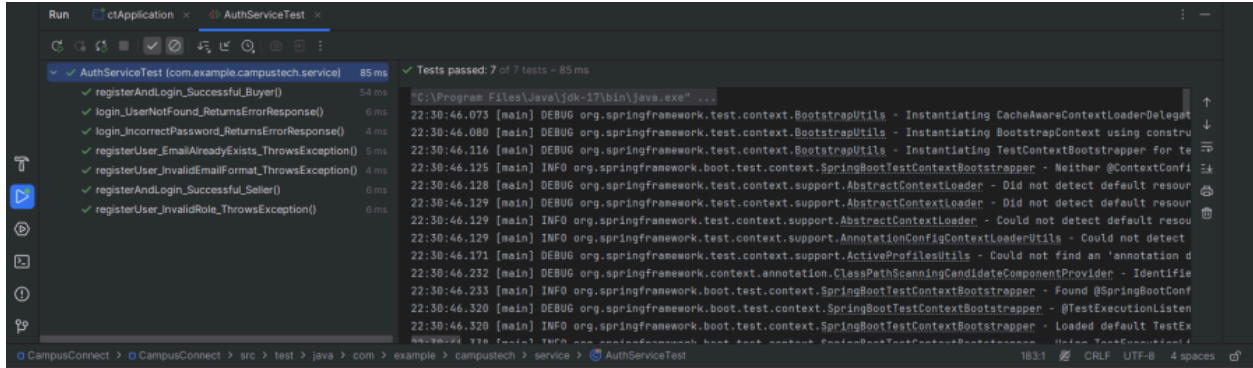 Run ctApplication × AuthServiceTest ×
AuthServiceTest (com.example.campustech.service) 85 ms
registerAndLogin_Successful_Buyer() 54 ms
login_UserNotFound_ReturnsErrorResponse() 6 ms
login_IncorrectPassword_ReturnsErrorResponse() 4 ms
registerUser_EmailAlreadyExists_ThrowsException() 5 ms
registerUser_InvalidEmailFormat_ThrowsException() 4 ms
registerAndLogin_Successful_Seller() 6 ms
registerUser_InvalidRole_ThrowsException() 6 ms
Tests passed: 7 of 7 tests – 85 ms
"C:\Program Files\Java\jdk-17\bin\java.exe" ...
22:30:46.073 [main] DEBUG org.springframework.test.context.BootstrapUtils - Instantiating CacheAwareContextLoaderDelegat
22:30:46.080 [main] DEBUG org.springframework.test.context.BootstrapUtils - Instantiating BootstrapContext using constru
22:30:46.116 [main] DEBUG org.springframework.test.context.BootstrapUtils - Instantiating TestContextBootstrapper for te
22:30:46.125 [main] INFO org.springframework.boot.test.context.SpringBootTestContextBootstrapper - Neither @ContextConfi
22:30:46.128 [main] DEBUG org.springframework.test.context.support.AbstractContextLoader - Did not detect default resour
22:30:46.129 [main] DEBUG org.springframework.test.context.support.AbstractContextLoader - Did not detect default resour
22:30:46.129 [main] INFO org.springframework.test.context.support.AbstractContextLoader - Could not detect default resou
22:30:46.129 [main] INFO org.springframework.test.context.support.AnnotationConfigContextLoaderUtils - Could not detect
22:30:46.171 [main] DEBUG org.springframework.test.context.support.ActiveProfilesUtils - Could not find an 'annotation d
22:30:46.232 [main] DEBUG org.springframework.context.annotation.ClassPathScanningCandidateComponentProvider - Identifie
22:30:46.233 [main] INFO org.springframework.boot.test.context.SpringBootTestContextBootstrapper - Found @SpringBootConf
22:30:46.320 [main] DEBUG org.springframework.boot.test.context.SpringBootTestContextBootstrapper - @TestExecutionListen
22:30:46.320 [main] INFO org.springframework.boot.test.context.SpringBootTestContextBootstrapper - Loaded default TestEx
CampusConnect > CampusConnect > src > test > java > com > example > campustech > service > AuthServiceTest 183:1 CRLF UTF-8 4 spaces